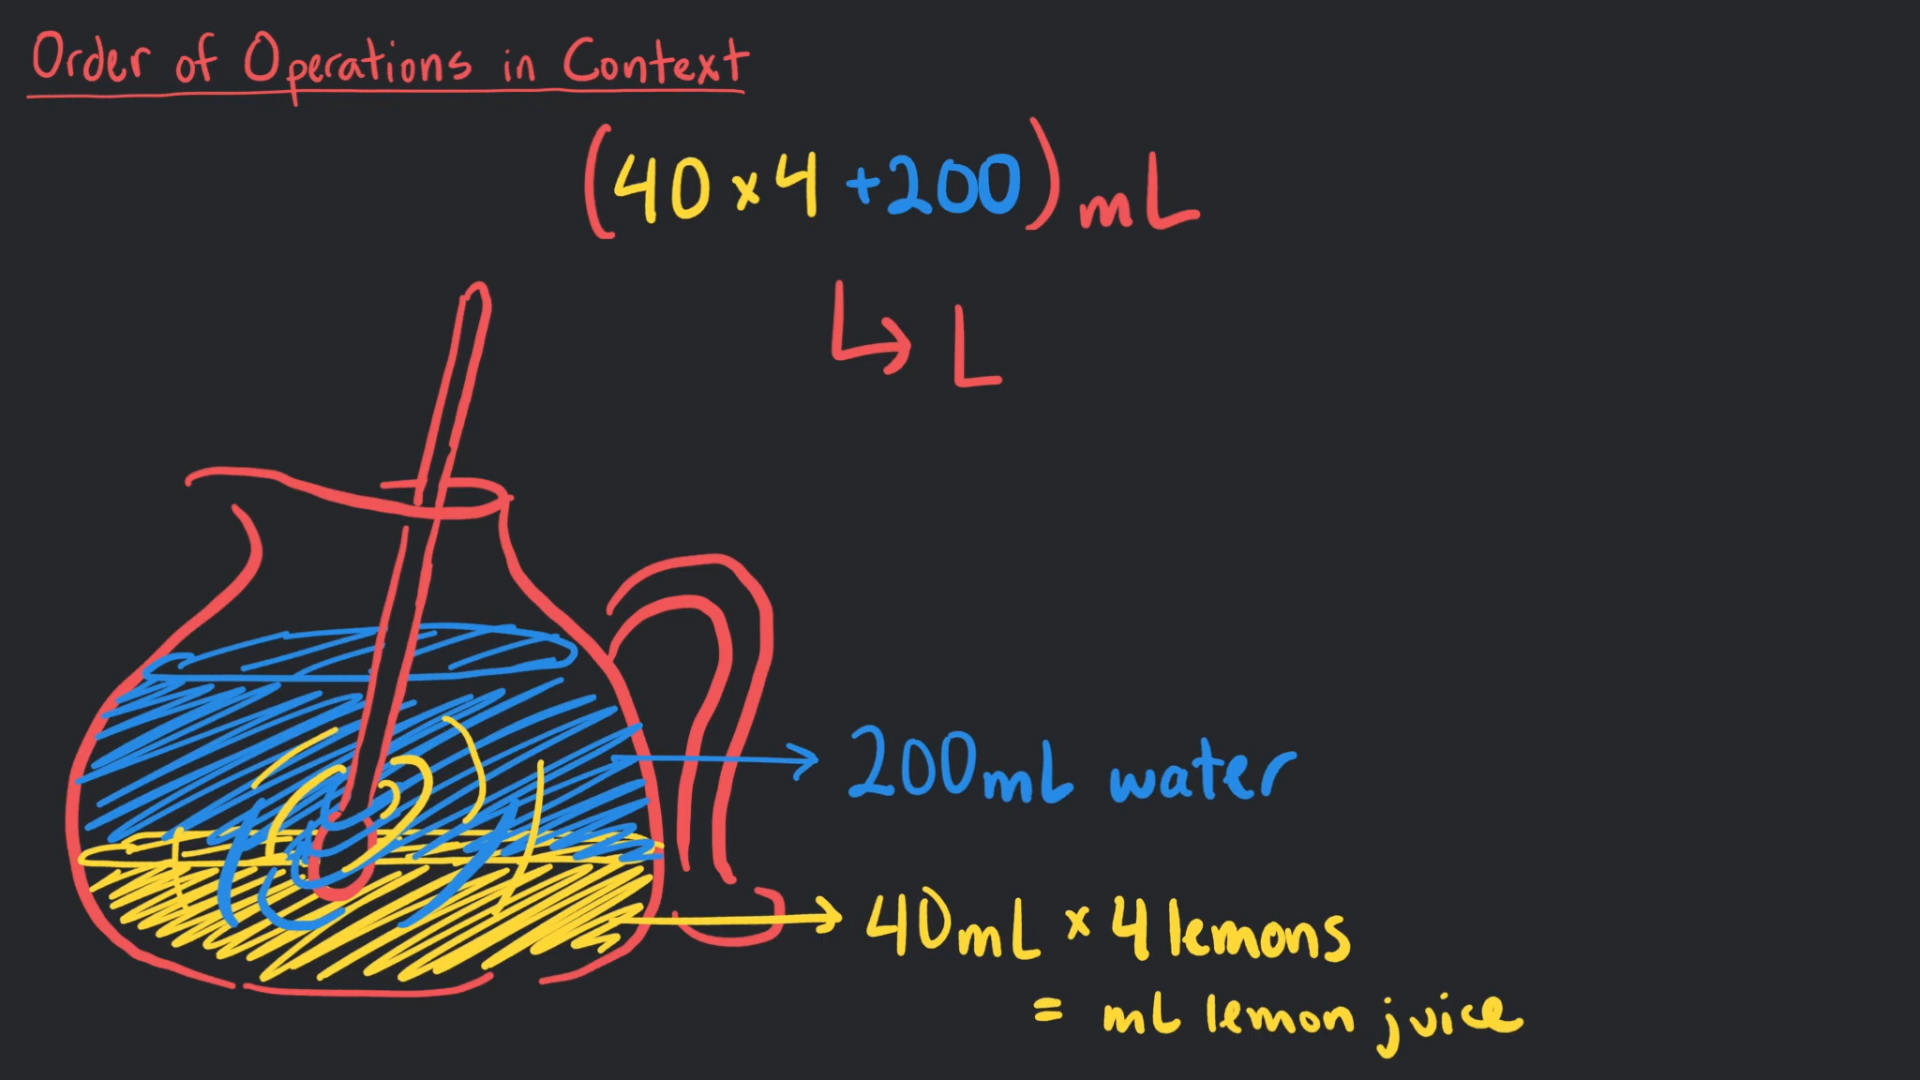 Order of Operations in Context
(40 x 4 + 200) mL
↳ L
→ 200mL water
→ 40mL x 4 lemons
= mL lemon juice